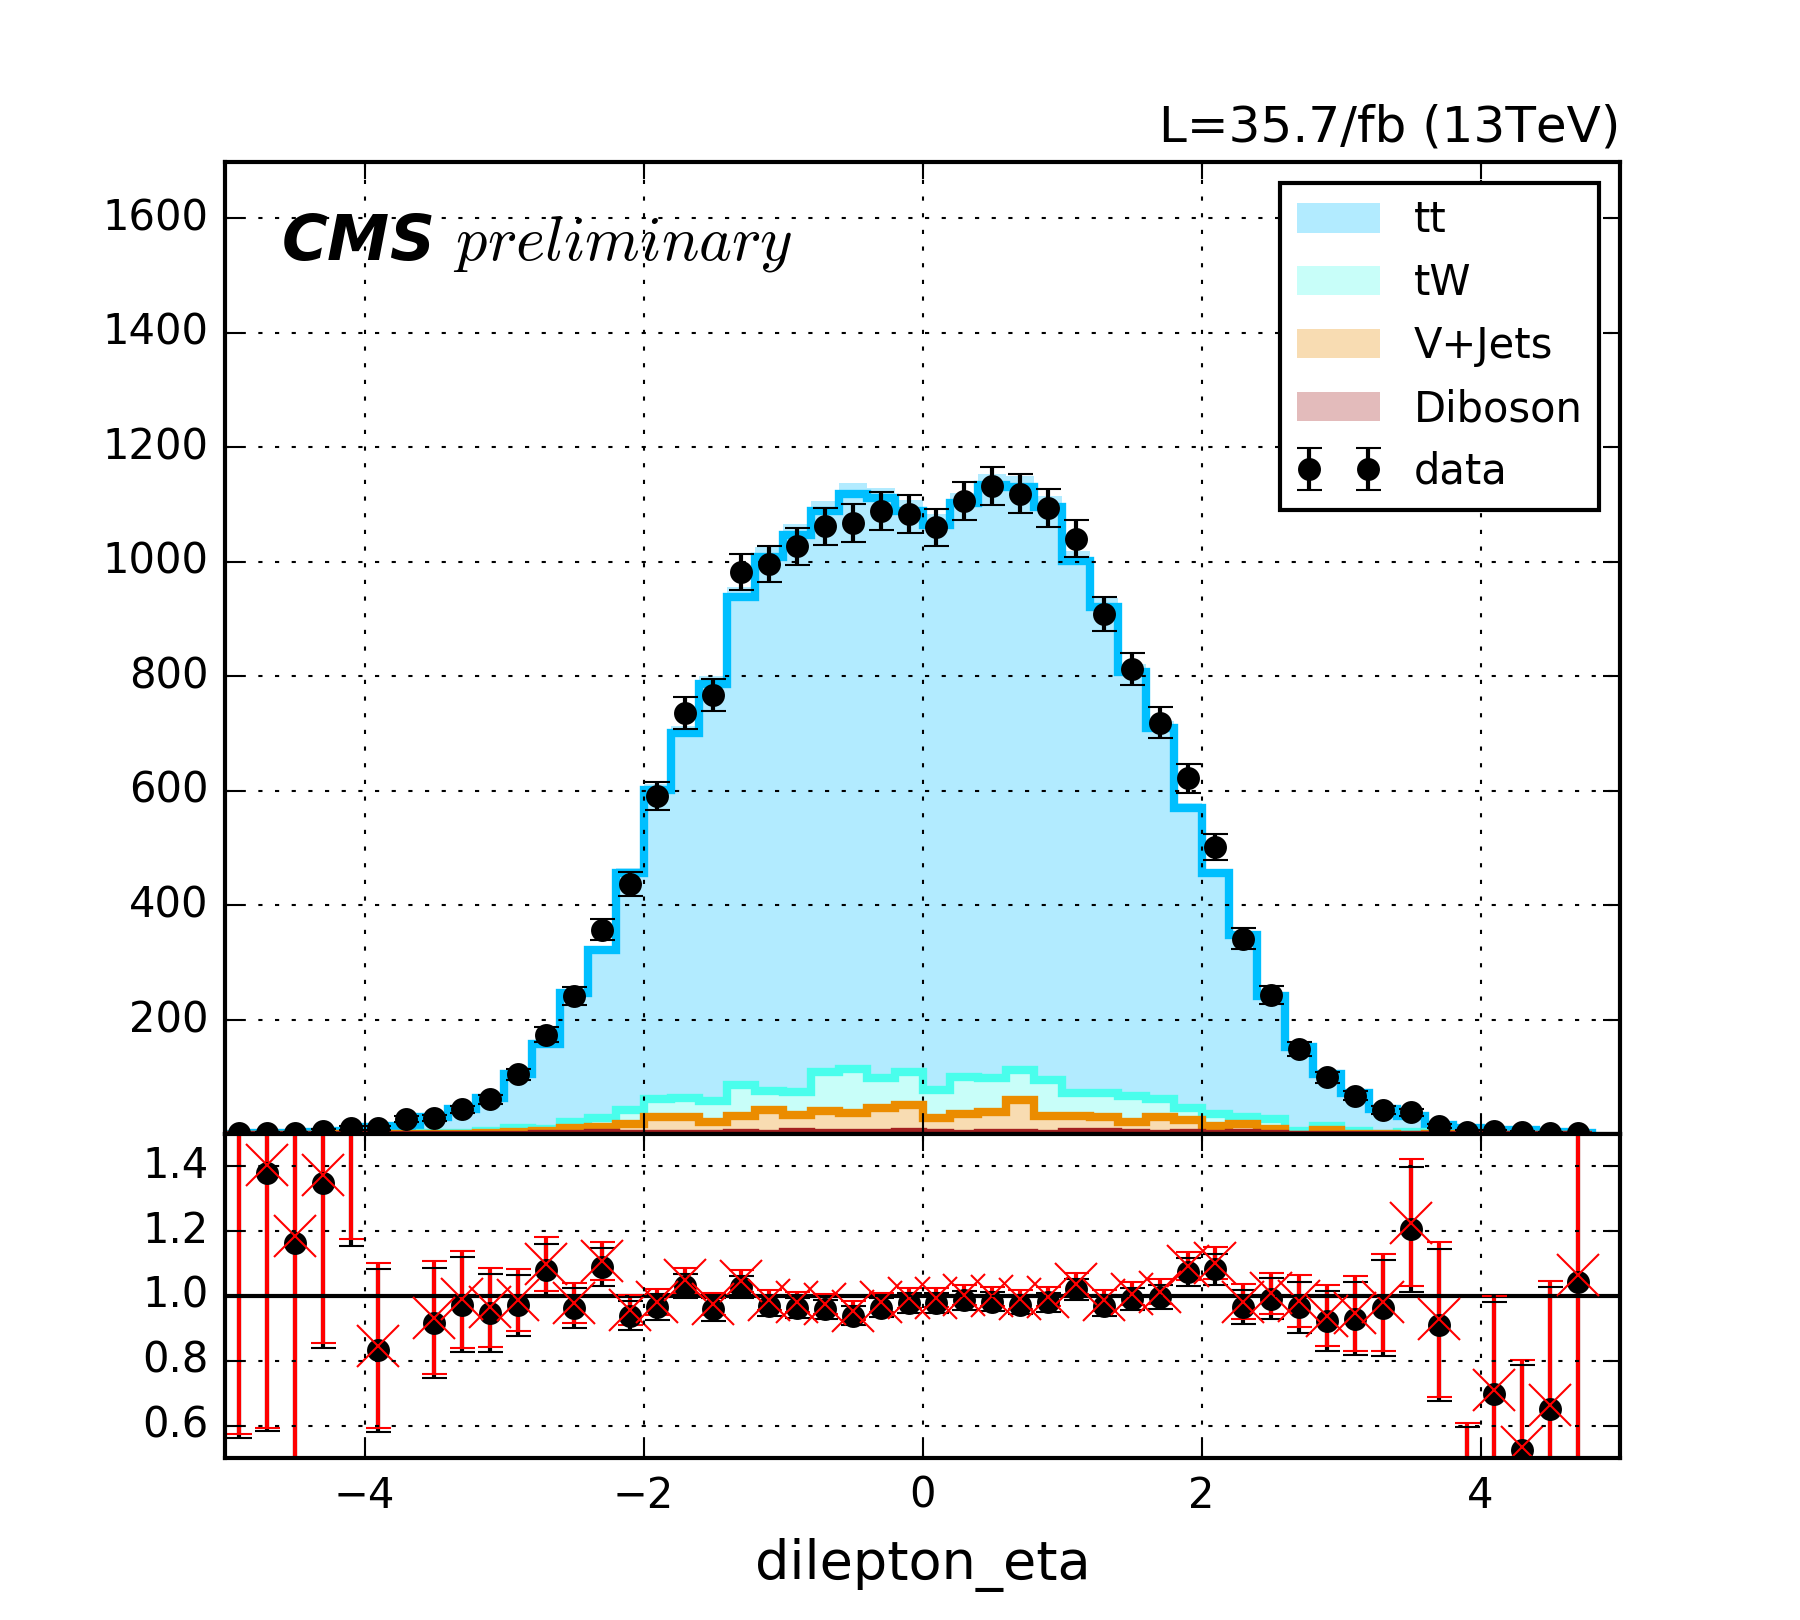 L=35.7/fb (13TeV)
CMS preliminary
tt
tW
V+Jets
Diboson
data
1600
1400
1200
1000
800
600
400
200
1.4
1.2
1.0
0.8
0.6
−4 −2 0 2 4
dilepton_eta